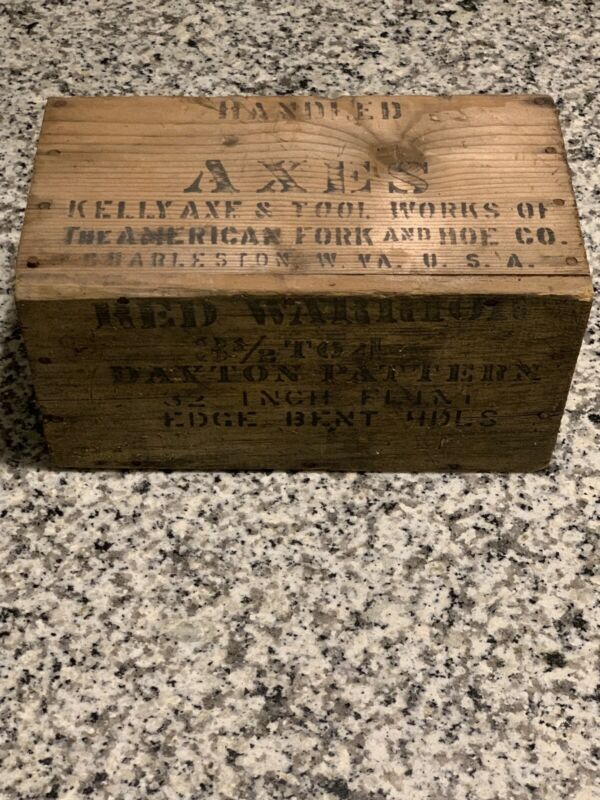 HANDLED
AXES
KELLY AXE & TOOL WORKS OF
THE AMERICAN FORK AND HOE CO.
CHARLESTON, W. VA. U. S. A.
RED WARRIOR
3½ TO 4
DAYTON PATTERN
32 INCH
EDGE BENT HDLS